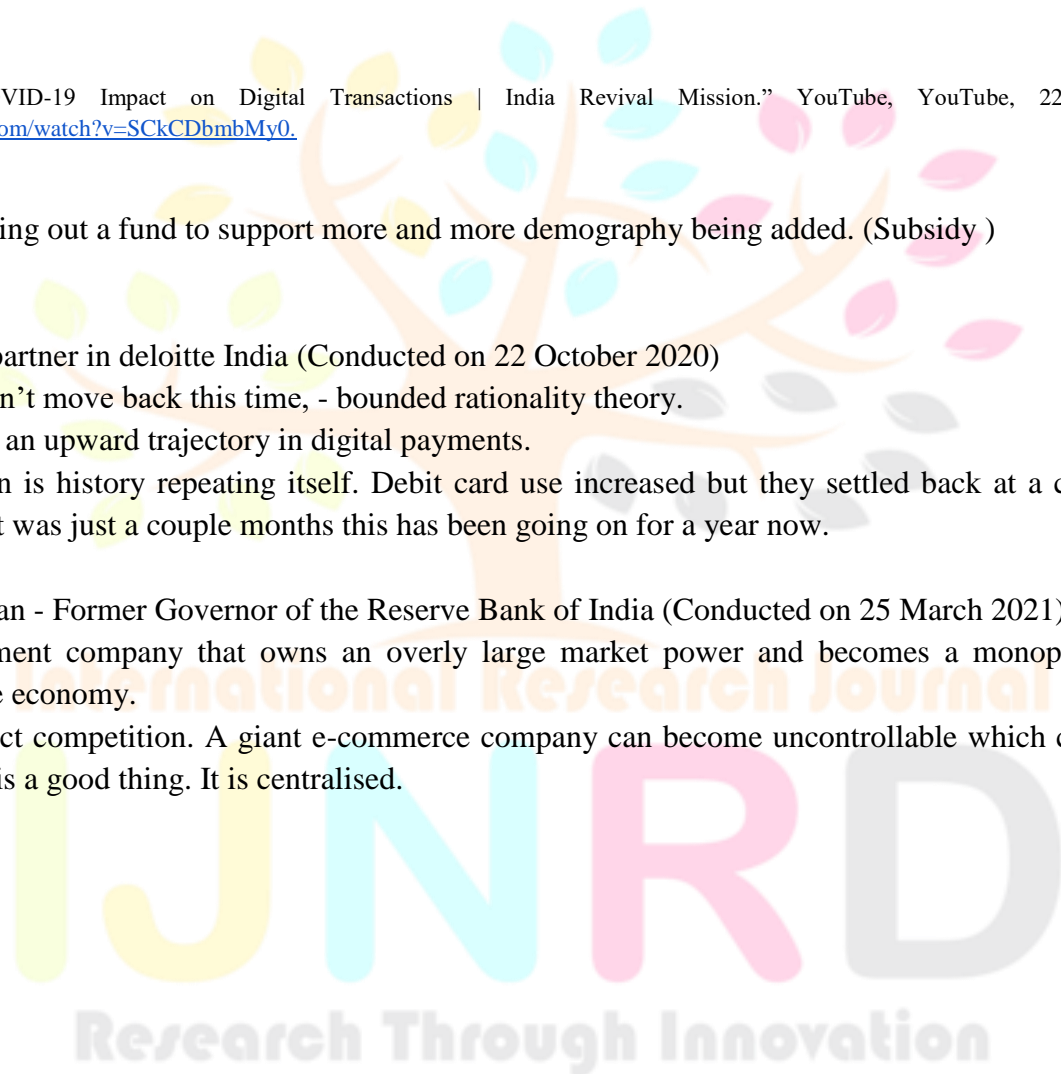 VID-19 Impact on Digital Transactions | India Revival Mission.” YouTube, YouTube, 22
om/watch?v=SCkCDbmbMy0.
ing out a fund to support more and more demography being added. (Subsidy )
partner in deloitte India (Conducted on 22 October 2020)
n’t move back this time, - bounded rationality theory.
an upward trajectory in digital payments.
n is history repeating itself. Debit card use increased but they settled back at a
t was just a couple months this has been going on for a year now.
an - Former Governor of the Reserve Bank of India (Conducted on 25 March 2021)
ment company that owns an overly large market power and becomes a monop
e economy.
International Research Journal
ct competition. A giant e-commerce company can become uncontrollable which
is a good thing. It is centralised.
IJNRD
Research Through Innovation